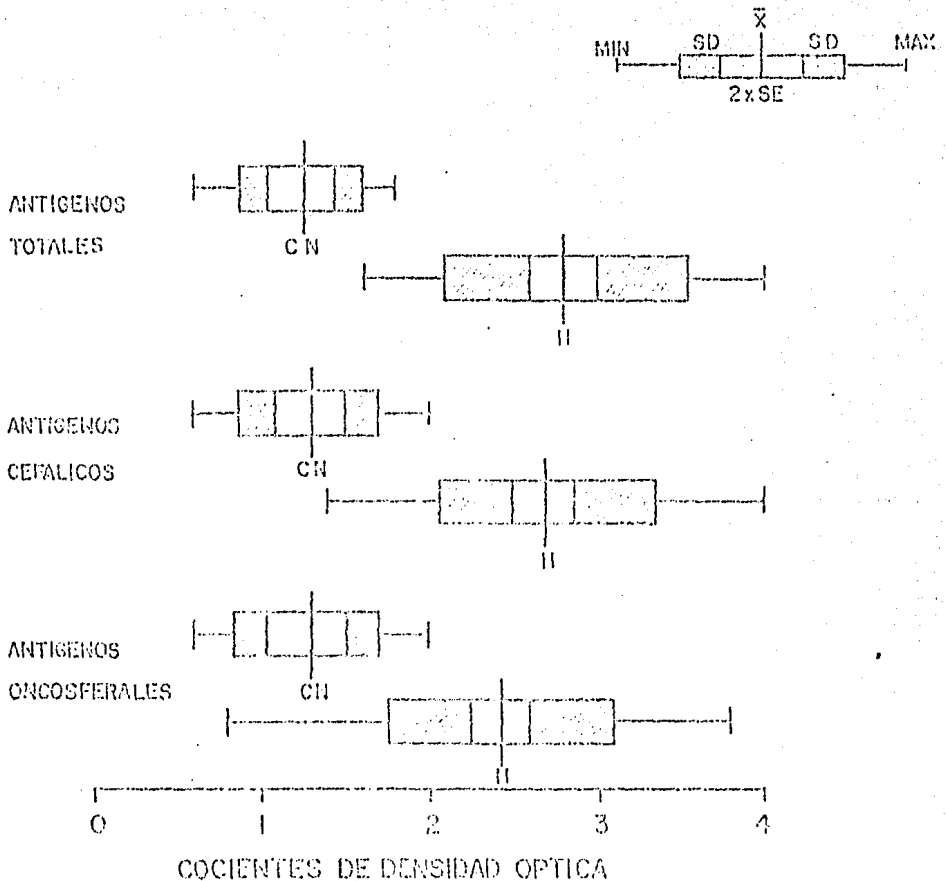 X̄
MIN SD SD MAX
2xSE
ANTIGENOS
TOTALES
CN
H
ANTIGENOS
CEFALICOS
CN
H
ANTIGENOS
ONCOSFERALES
CN
H
0 1 2 3 4
COCIENTES DE DENSIDAD OPTICA